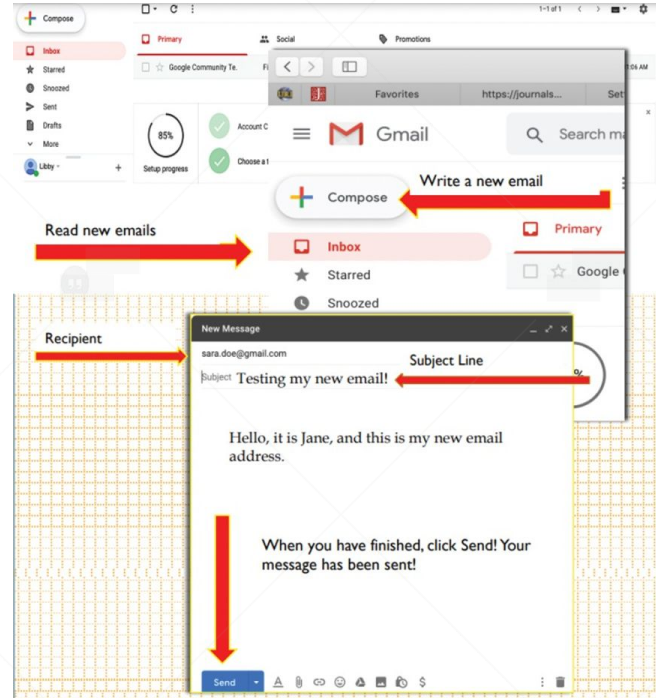 Compose
Inbox
Starred
Snoozed
Sent
Drafts
More
Libby
1-1 of 1
Primary
Social
Promotions
Google Community Te.
85%
Setup progress
Account C
Choose a t
Favorites
https://journals...
Set
Gmail
Search ma
Write a new email
Compose
Read new emails
Inbox
Primary
Starred
Google
Snoozed
%
Recipient
New Message
sara.doe@gmail.com
Subject Line
Subject Testing my new email!
Hello, it is Jane, and this is my new email
address.
When you have finished, click Send! Your
message has been sent!
Send